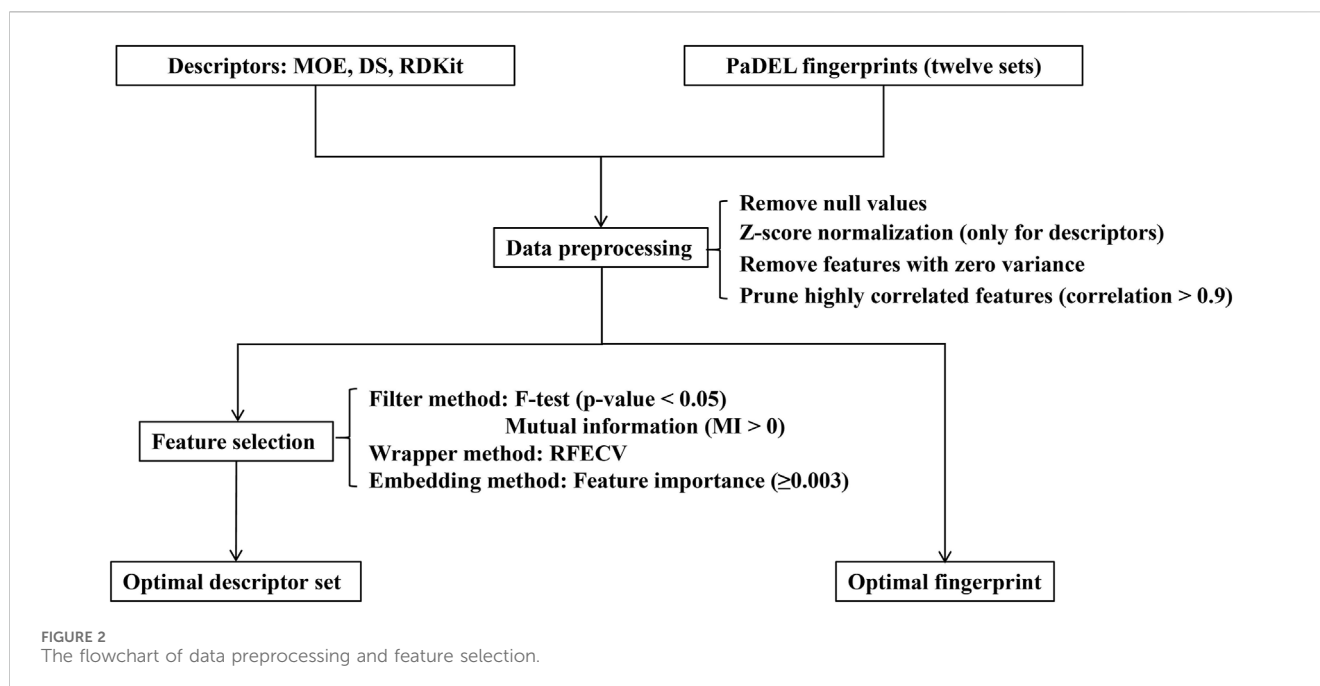 Descriptors: MOE, DS, RDKit
PaDEL fingerprints (twelve sets)
Data preprocessing
Remove null values
Z-score normalization (only for descriptors)
Remove features with zero variance
Prune highly correlated features (correlation > 0.9)
Feature selection
Filter method: F-test (p-value < 0.05)
Mutual information (MI > 0)
Wrapper method: RFECV
Embedding method: Feature importance (≥0.003)
Optimal descriptor set
Optimal fingerprint
FIGURE 2
The flowchart of data preprocessing and feature selection.